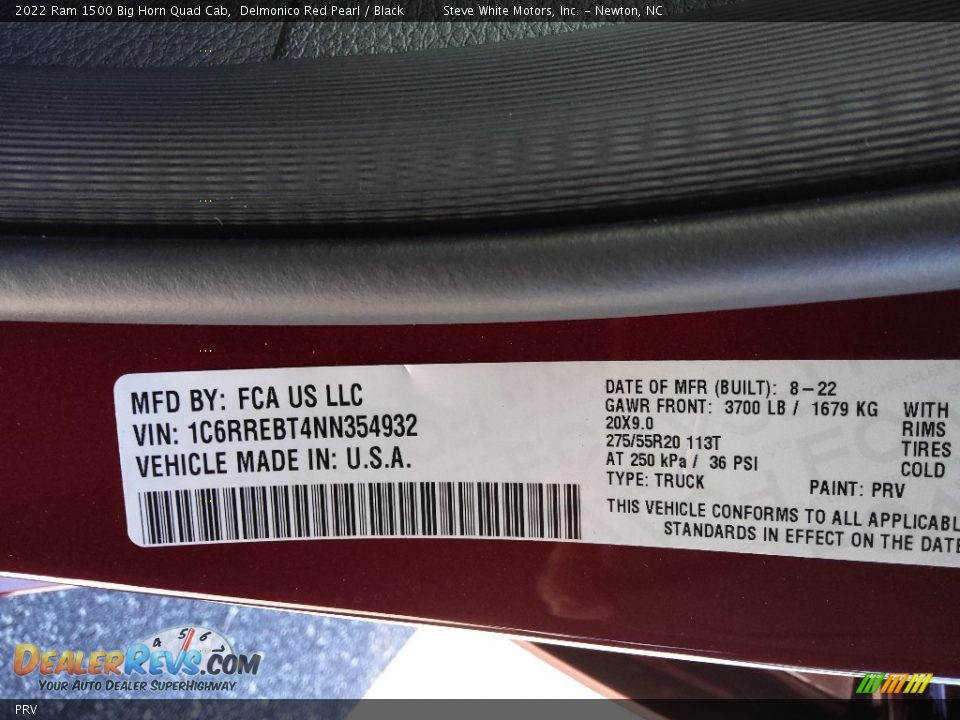 2022 Ram 1500 Big Horn Quad Cab, Delmonico Red Pearl / Black Steve White Motors, Inc. - Newton, NC
MFD BY: FCA US LLC
VIN: 1C6RREBT4NN354932
VEHICLE MADE IN: U.S.A.
DATE OF MFR (BUILT): 8-22
GAWR FRONT: 3700 LB / 1679 KG WITH
20X9.0 RIMS
275/55R20 113T TIRES
AT 250 kPa / 36 PSI COLD
TYPE: TRUCK PAINT: PRV
THIS VEHICLE CONFORMS TO ALL APPLICABL
STANDARDS IN EFFECT ON THE DATE
4 5 6
DEALERREVS.COM
YOUR AUTO DEALER SUPERHIGHWAY
PRV